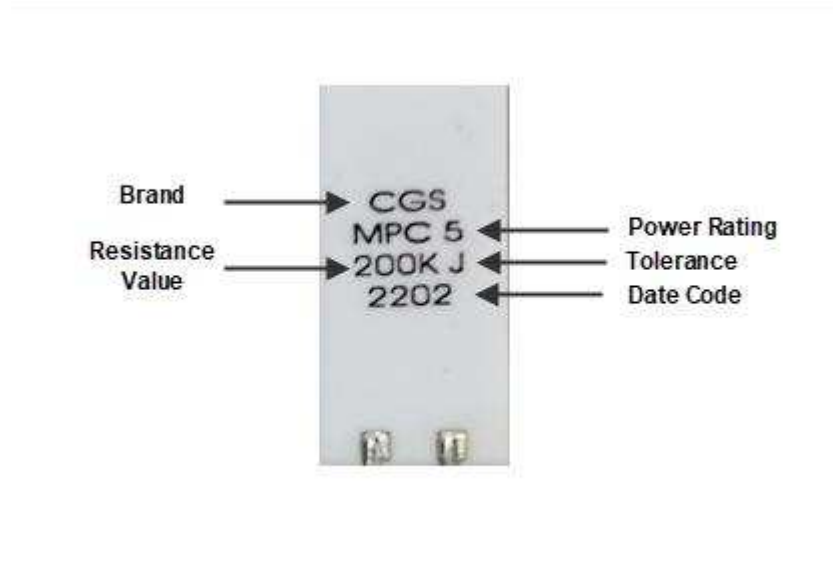 Brand
Resistance
Value
CGS
MPC 5
200K J
2202
Power Rating
Tolerance
Date Code